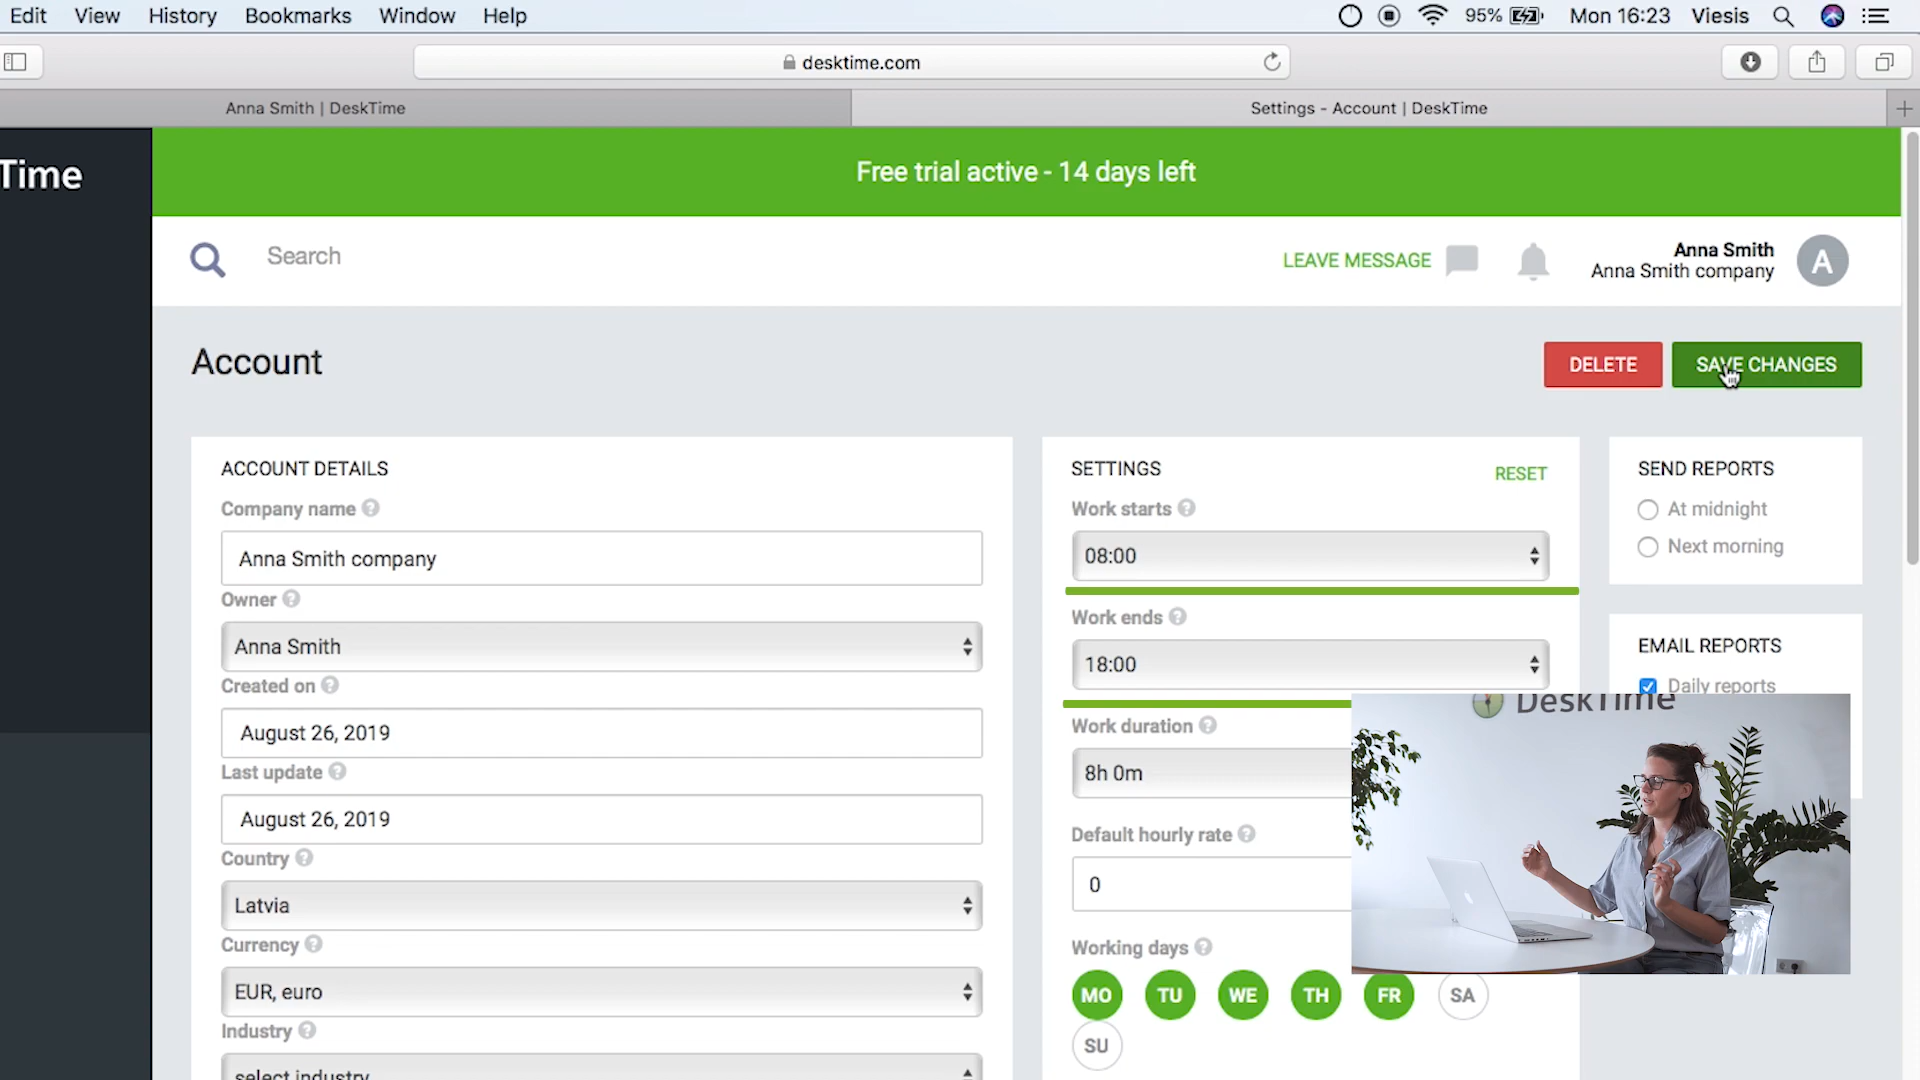 Edit View History Bookmarks Window Help 95% Mon 16:23 Viesis
desktime.com
Anna Smith | DeskTime
Settings - Account | DeskTime
Time
Free trial active - 14 days left
Search
LEAVE MESSAGE
Anna Smith
Anna Smith company
A
Account
DELETE
SAVE CHANGES
ACCOUNT DETAILS
Company name ?
Anna Smith company
Owner ?
Anna Smith
Created on ?
August 26, 2019
Last update ?
August 26, 2019
Country ?
Latvia
Currency ?
EUR, euro
Industry ?
select industry
SETTINGS
RESET
Work starts ?
08:00
Work ends ?
18:00
Work duration ?
8h 0m
Default hourly rate ?
0
Working days ?
MO TU WE TH FR SA
SU
SEND REPORTS
At midnight
Next morning
EMAIL REPORTS
Daily reports
DeskTime